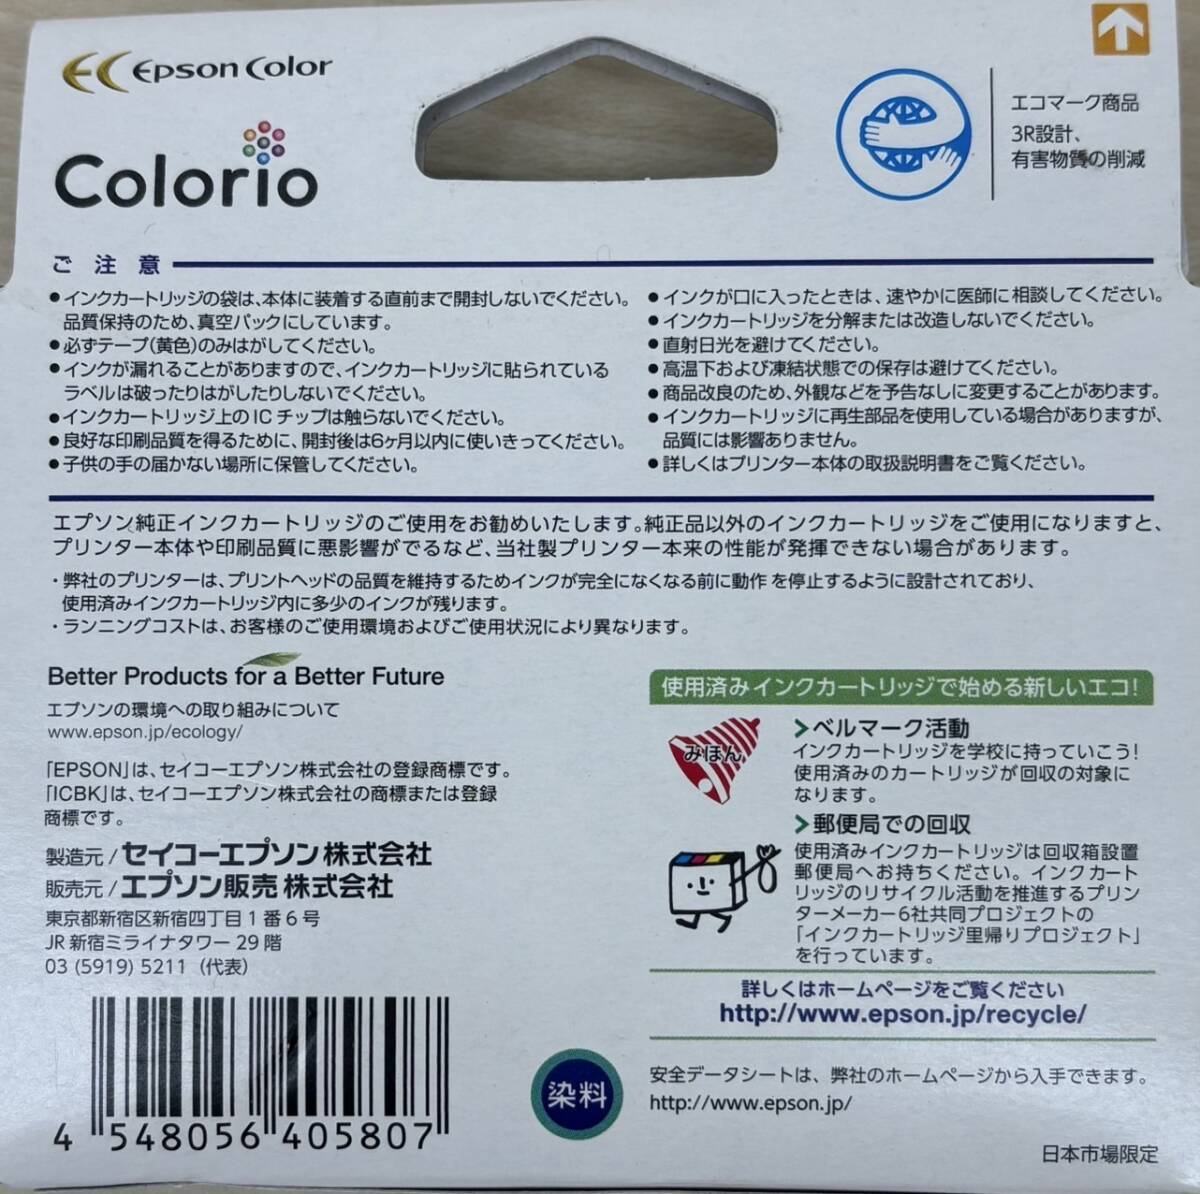 Epson Color
Colorio
エコマーク商品
3R設計、
有害物質の削減
ご注意
●インクカートリッジの袋は、本体に装着する直前まで開封しないでください。
品質保持のため、真空パックにしています。
●必ずテープ(黄色)のみはがしてください。
●インクが漏れることがありますので、インクカートリッジに貼られている
ラベルは破ったりはがしたりしないでください。
●インクカートリッジ上のICチップは触らないでください。
●良好な印刷品質を得るために、開封後は6ヶ月以内に使いきってください。
●子供の手の届かない場所に保管してください。
●インクが口に入ったときは、速やかに医師に相談してください。
●インクカートリッジを分解または改造しないでください。
●直射日光を避けてください。
●高温下および凍結状態での保存は避けてください。
●商品改良のため、外観などを予告なしに変更することがあります。
●インクカートリッジに再生部品を使用している場合がありますが、
品質には影響ありません。
●詳しくはプリンター本体の取扱説明書をご覧ください。
エプソン純正インクカートリッジのご使用をお勧めいたします。純正品以外のインクカートリッジをご使用になりますと、
プリンター本体や印刷品質に悪影響がでるなど、当社製プリンター本来の性能が発揮できない場合があります。
・弊社のプリンターは、プリントヘッドの品質を維持するためインクが完全になくなる前に動作を停止するように設計されており、
使用済みインクカートリッジ内に多少のインクが残ります。
・ランニングコストは、お客様のご使用環境およびご使用状況により異なります。
Better Products for a Better Future
エプソンの環境への取り組みについて
www.epson.jp/ecology/
「EPSON」は、セイコーエプソン株式会社の登録商標です。
「ICBK」は、セイコーエプソン株式会社の商標または登録
商標です。
製造元/セイコーエプソン株式会社
販売元/エプソン販売株式会社
東京都新宿区新宿四丁目1番6号
JR新宿ミライナタワー29階
03 (5919) 5211（代表）
4 548056 405807
染料
使用済みインクカートリッジで始める新しいエコ!
みほん
>ベルマーク活動
インクカートリッジを学校に持っていこう!
使用済みのカートリッジが回収の対象に
なります。
>郵便局での回収
使用済みインクカートリッジは回収箱設置
郵便局へお持ちください。インクカート
リッジのリサイクル活動を推進するプリン
ターメーカー6社共同プロジェクトの
「インクカートリッジ里帰りプロジェクト」
を行っています。
詳しくはホームページをご覧ください
http://www.epson.jp/recycle/
安全データシートは、弊社のホームページから入手できます。
http://www.epson.jp/
日本市場限定